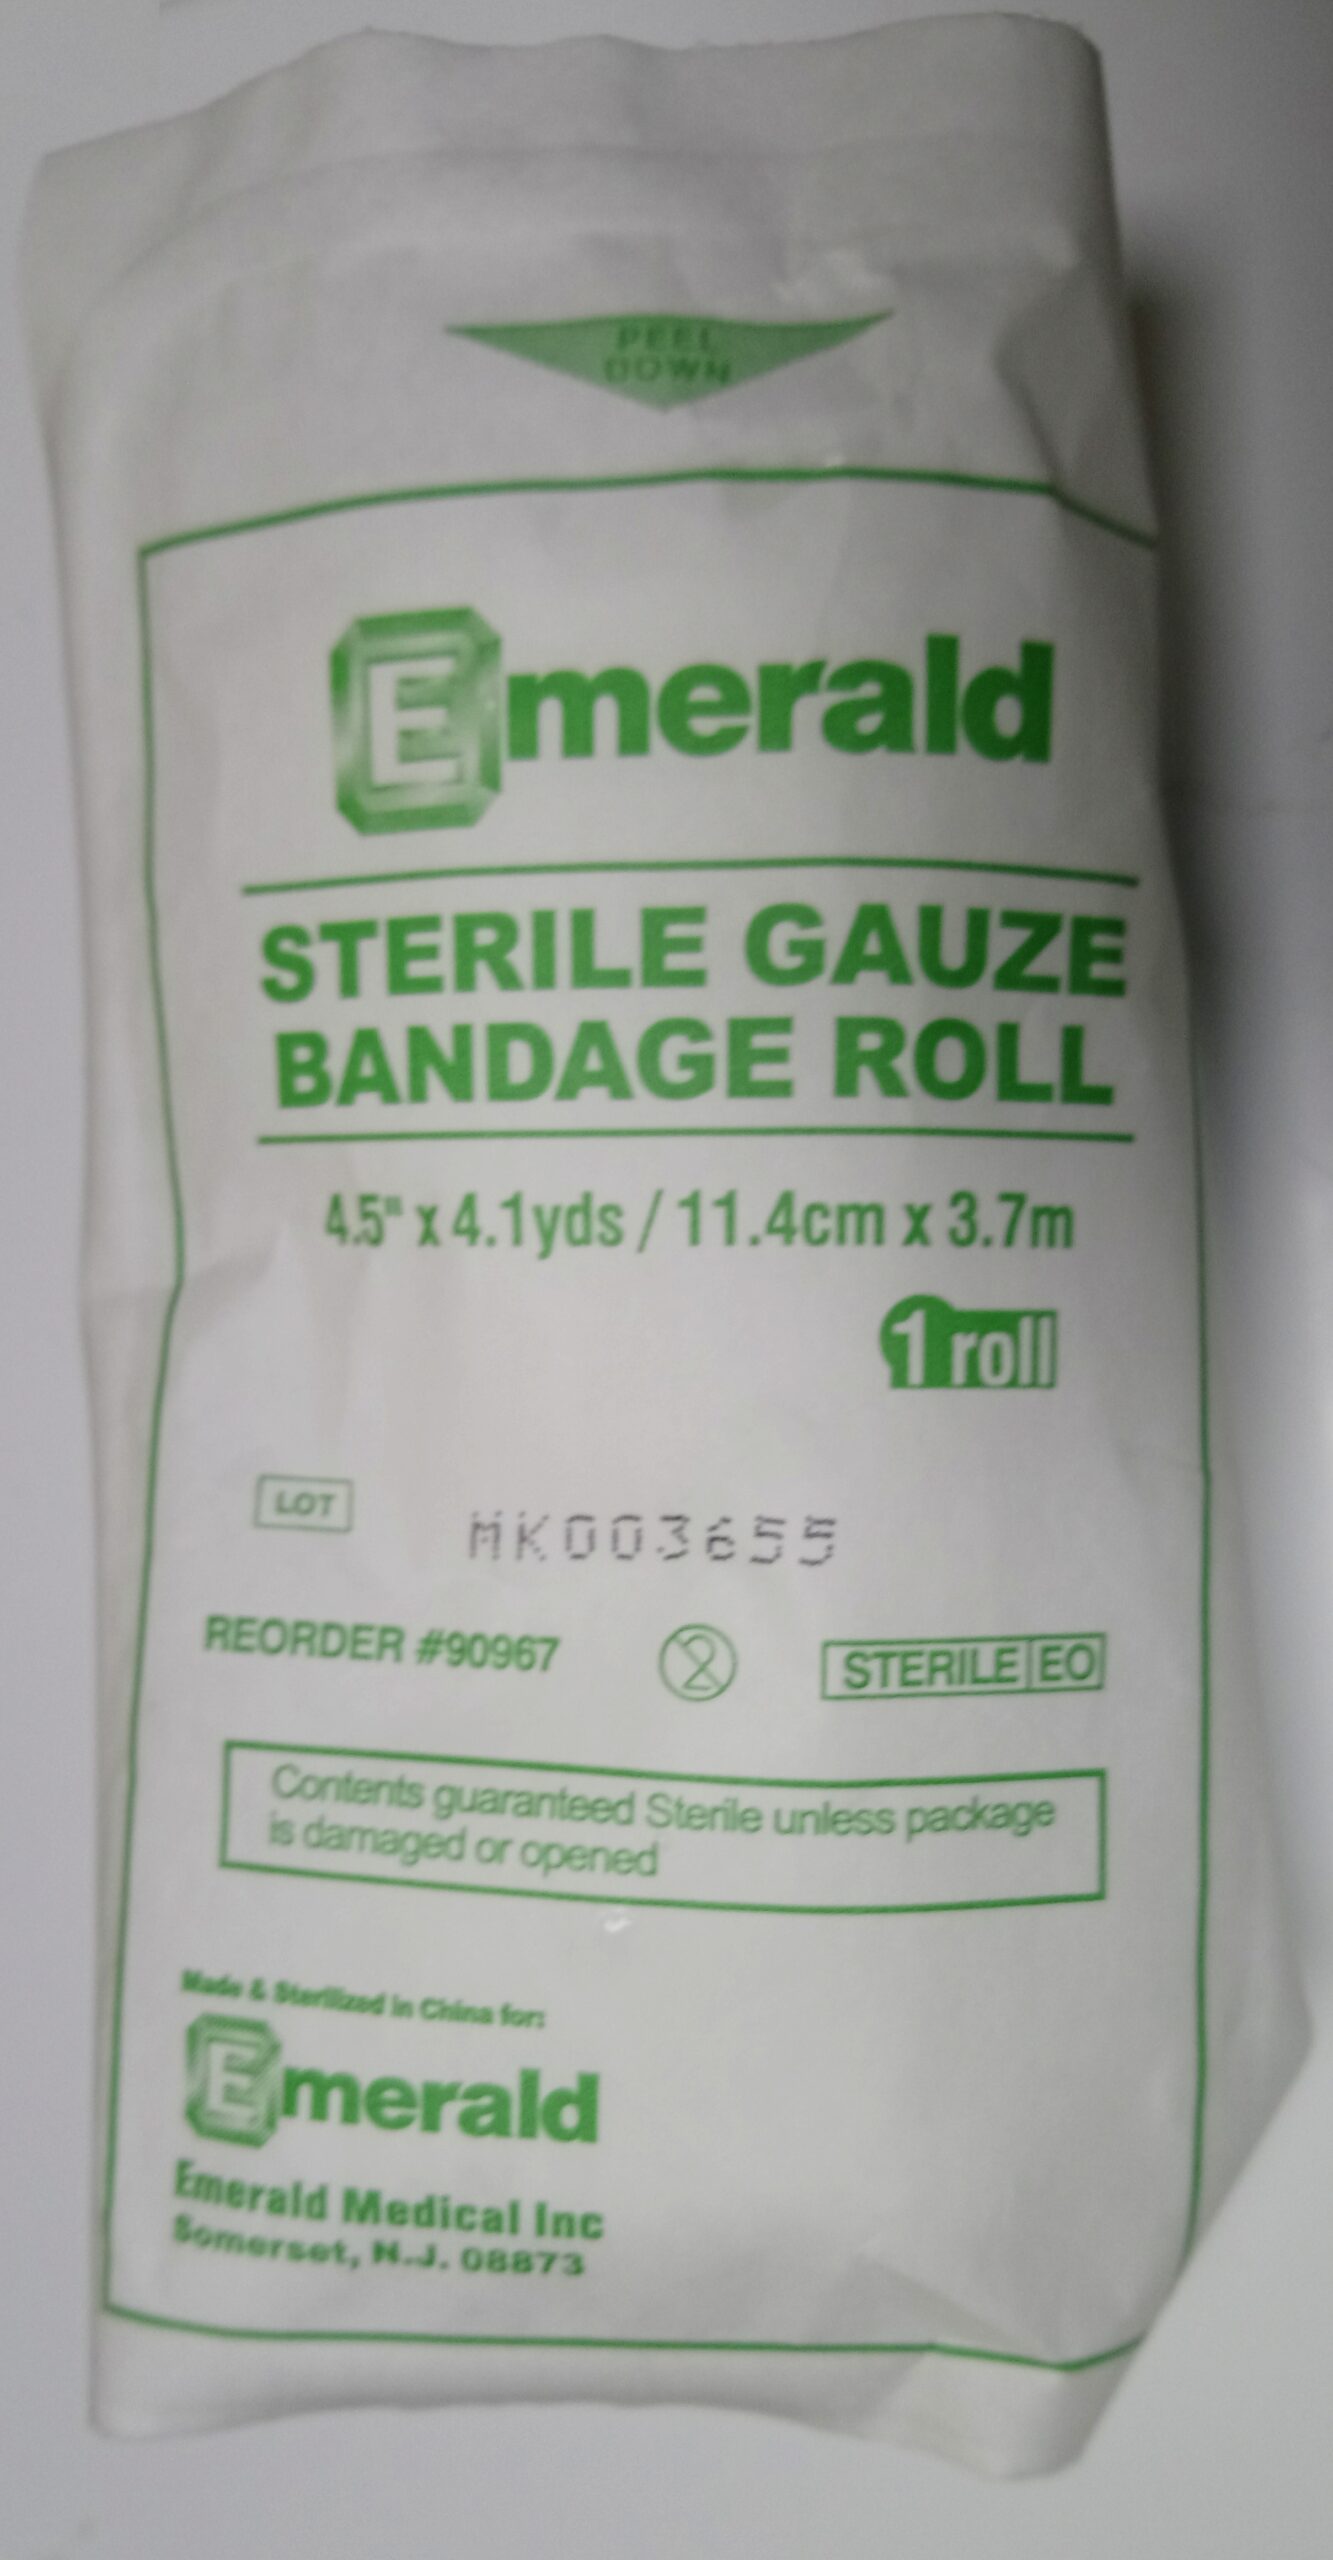 PEEL
DOWN
Emerald
STERILE GAUZE
BANDAGE ROLL
4.5" x 4.1yds / 11.4cm x 3.7m
1 roll
LOT MK003655
REORDER #90967 2 STERILE EO
Contents guaranteed Sterile unless package
is damaged or opened
Made & Sterilized in China for:
Emerald
Emerald Medical Inc
Somerset, N.J. 08873